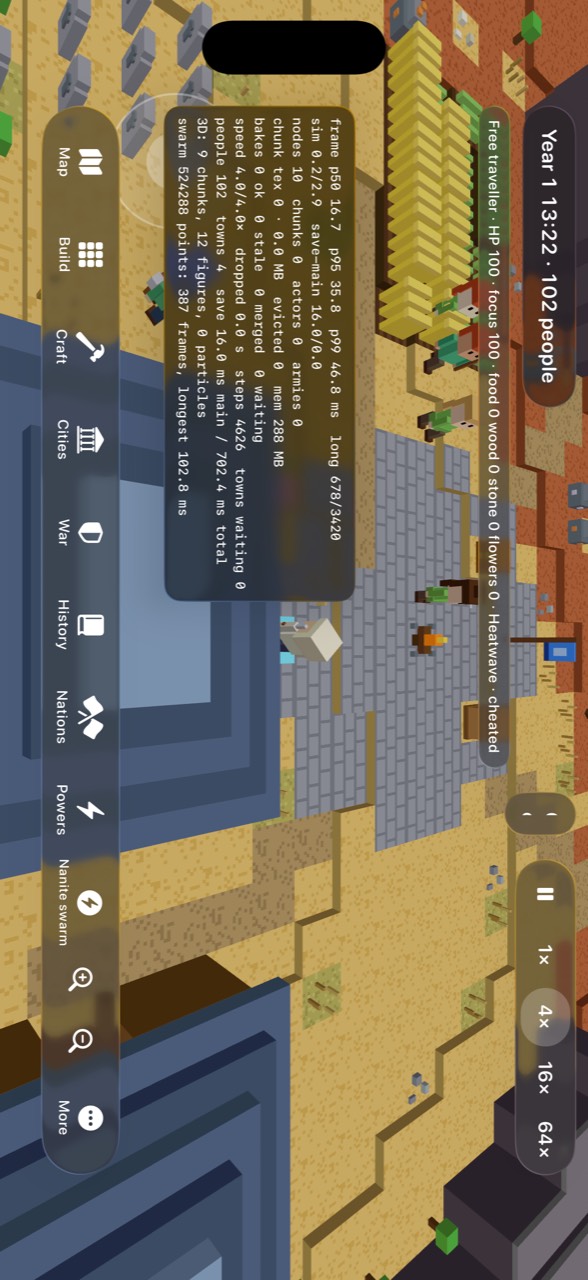 Year 1 13:22 · 102 people
1×
4×
16×
64×
Free traveller · HP 100 · focus 100 · food 0 wood 0 stone 0 flowers 0 · Heatwave · cheated
frame p50 16.7 p95 35.8 p99 46.8 ms long 678/3420
sim 0.2/2.9 save-main 16.0/0.0
nodes 10 chunks 0 actors 0 armies 0
chunk tex 0 · 0.0 MB evicted 0 mem 288 MB
bakes 0 ok 0 stale 0 merged 0 waiting
speed 4.0/4.0× dropped 0.0 s steps 4626 towns waiting 0
people 102 towns 4 save 16.0 ms main / 702.4 ms total
3D: 9 chunks, 12 figures, 0 particles
swarm 524288 points: 387 frames, longest 102.8 ms
Map
Build
Craft
Cities
War
History
Nations
Powers
Nanite swarm
More